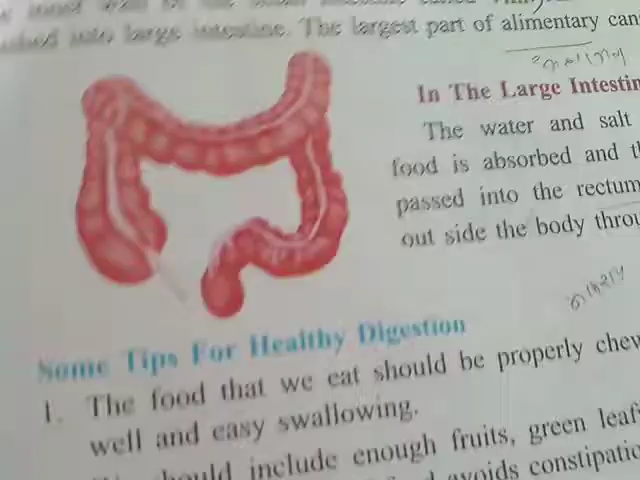 into large intestine. The largest part of alimentary can
In The Large Intestin
The water and salt
food is absorbed and t
passed into the rectum
out side the body throu
Some Tips For Healthy Digestion
1. The food that we eat should be properly chew
well and easy swallowing.
should include enough fruits, green leaf
avoids constipatio